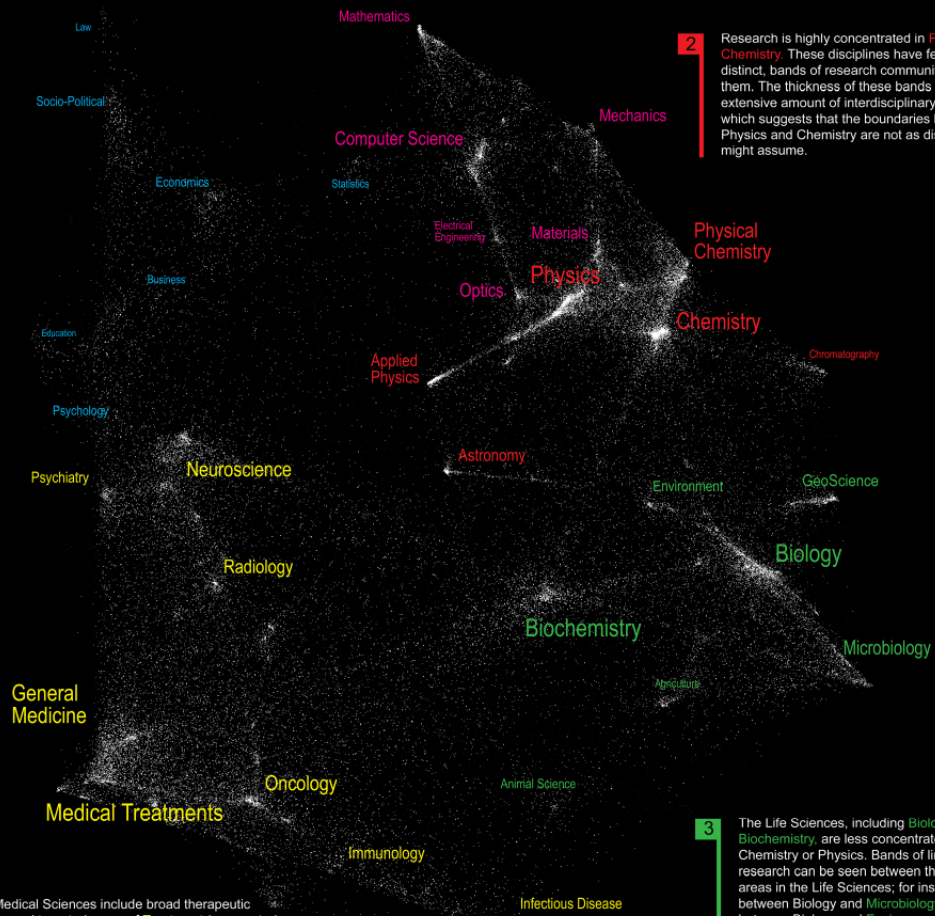 Law
Mathematics
2
Research is highly concentrated in
Chemistry. These disciplines have
distinct, bands of research
them. The thickness of these bands
extensive amount of interdisciplinary
which suggests that the boundaries
Physics and Chemistry are not as
might assume.
Socio-Political
Mechanics
Computer Science
Economics
Statistics
Electrical
Engineering
Materials
Physical
Chemistry
Business
Physics
Optics
Chemistry
Education
Applied
Physics
Chromatography
Psychology
Astronomy
Neuroscience
Psychiatry
Environment
GeoScience
Biology
Radiology
Biochemistry
Microbiology
General
Medicine
Agriculture
Oncology
Animal Science
Medical Treatments
Immunology
3
The Life Sciences, including
Biochemistry, are less
Chemistry or Physics. Bands of
research can be seen between
areas in the Life Sciences; for
between Biology and Microbiology
Medical Sciences include broad therapeutic
Infectious Disease